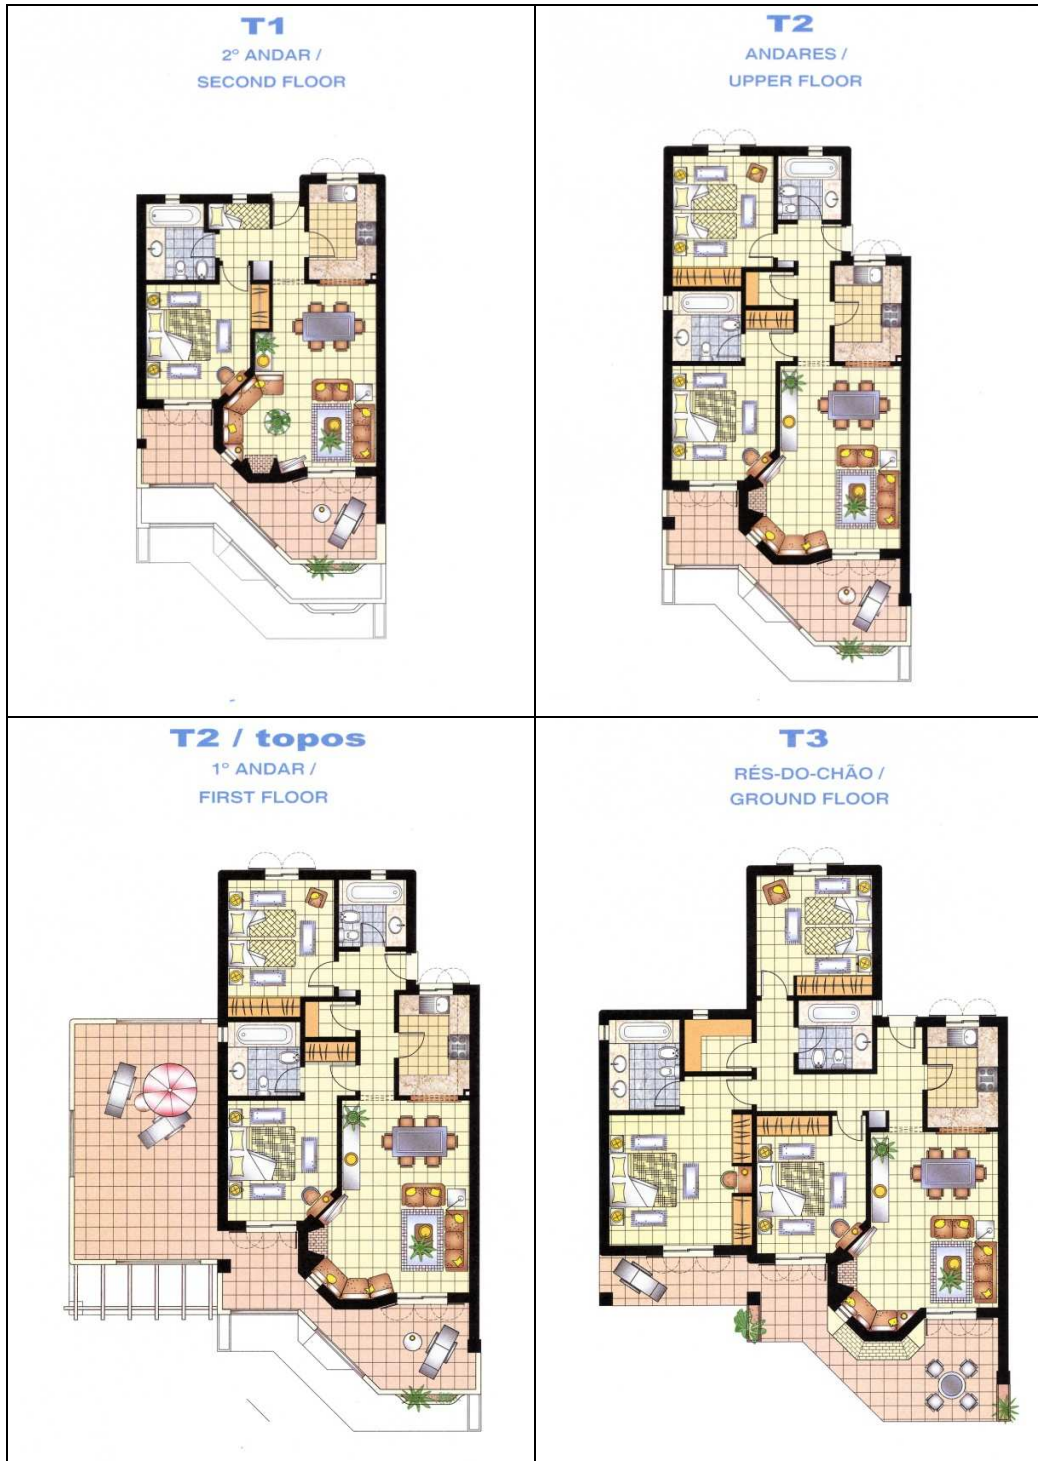 T1
2º ANDAR /
SECOND FLOOR
T2
ANDARES /
UPPER FLOOR
T2 / topos
1º ANDAR /
FIRST FLOOR
T3
RÉS-DO-CHÃO /
GROUND FLOOR